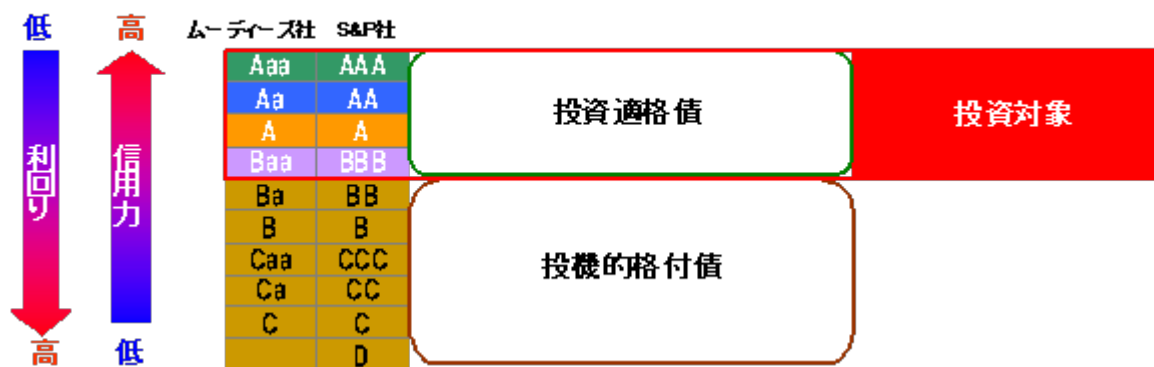 低 高 ムーディーズ社 S&P社
Aaa AAA
Aa AA
A A
Baa BBB
投資適格値 投資対象
利回り 信用力
Ba BB
B B
Caa CCC
Ca CC
C C
D
投機的格付値
高 低